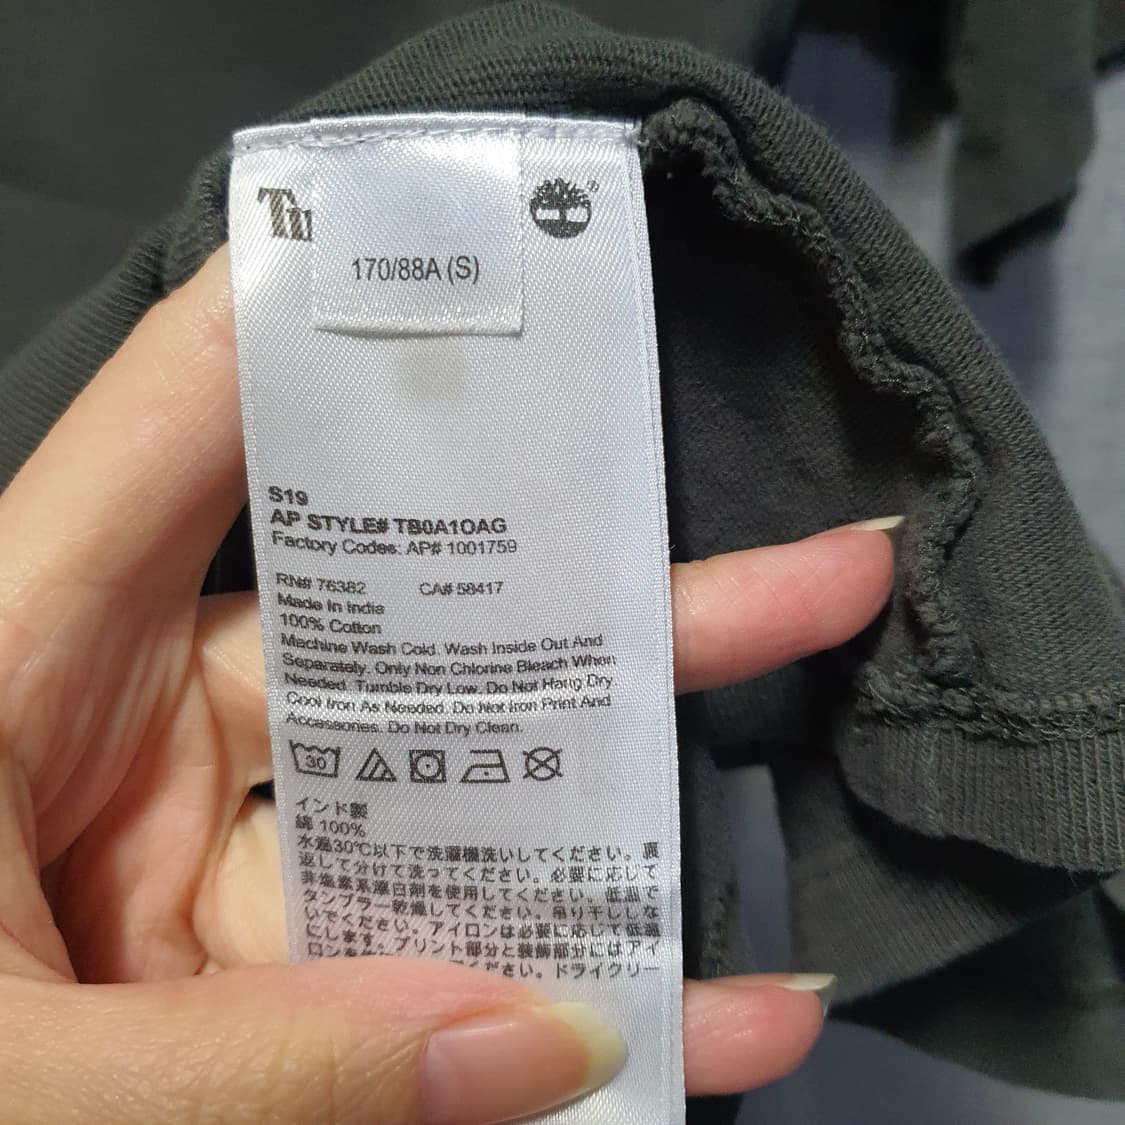 170/88A (S)
S19
AP STYLE# TB0A1OAG
Factory Codes: AP# 1001759
RN# 76382 CA# 58417
Made In India
100% Cotton
Machine Wash Cold. Wash Inside Out And
Separately. Only Non Chlorine Bleach When
Needed. Tumble Dry Low. Do Not Hang Dry
Cool Iron As Needed. Do Not Iron Print And
Accessories. Do Not Dry Clean.
30
インド製
綿 100%
水温30℃以下で洗濯機洗いしてください。裏
返して分けて洗ってください。必要に応じて
非塩素系漂白剤を使用してください。低温で
タンブラー乾燥してください。吊り干ししな
いでください。アイロンは必要に応じて低温
にします。プリント部分と装飾部分にはアイ
ロンを ください。ドライクリー